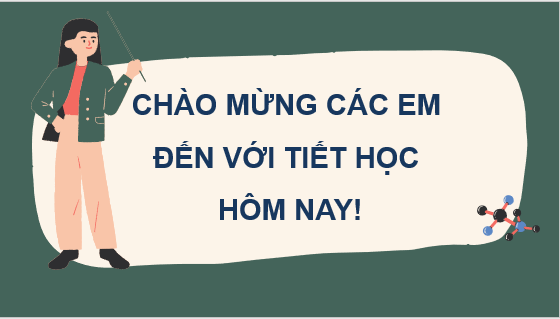 CHÀO MỪNG CÁC EM
ĐẾN VỚI TIẾT HỌC
HÔM NAY!